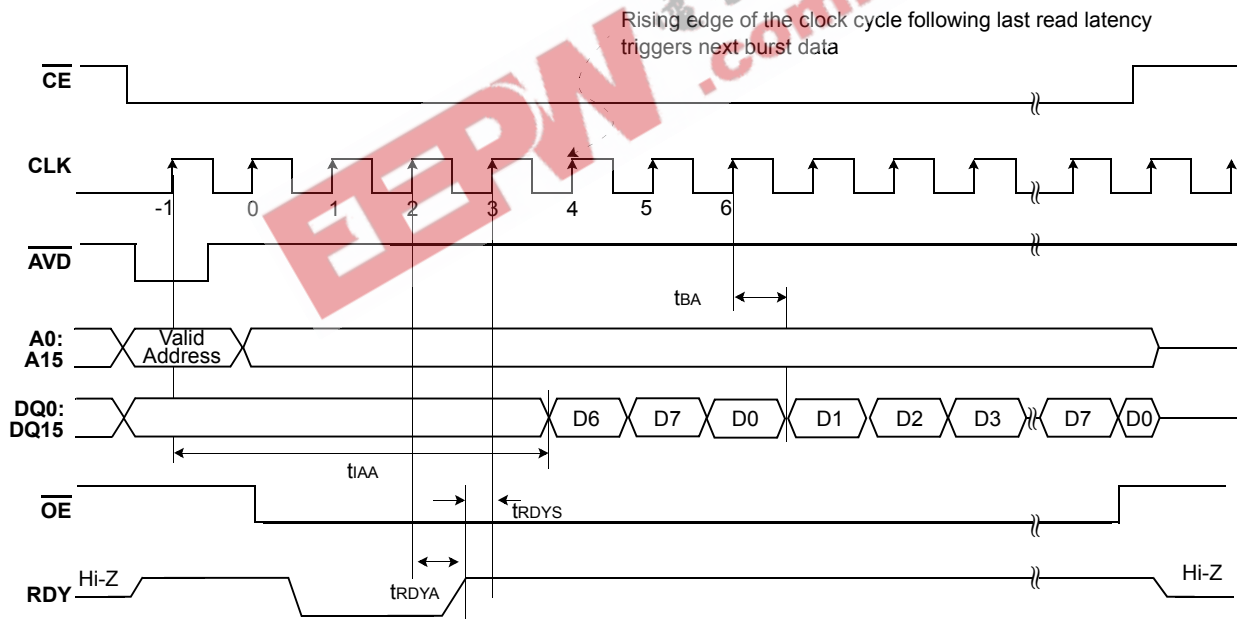 Rising edge of the clock cycle following last read latency
triggers next burst data
EEPW
.com
CE
CLK
-1 0 1 2 3 4 5 6
AVD
tBA
A0:
A15
Valid
Address
DQ0:
DQ15
D6 D7 D0 D1 D2 D3 D7 D0
tIAA
OE
tRDYS
RDY
Hi-Z
tRDYA
Hi-Z